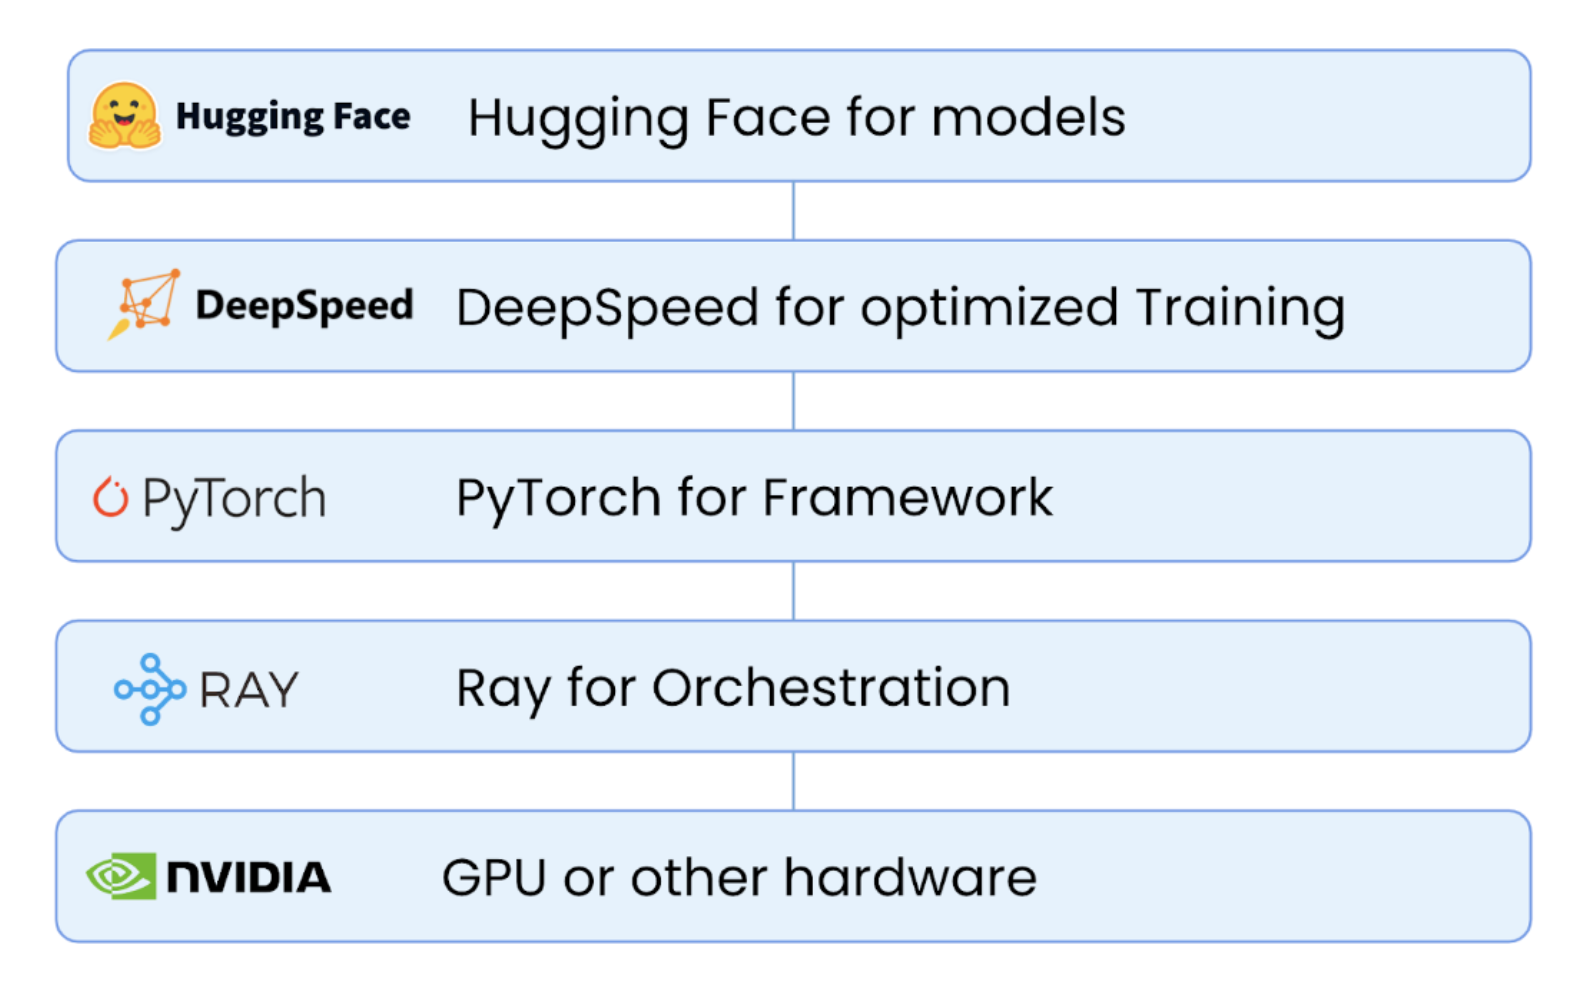 Hugging Face Hugging Face for models
DeepSpeed DeepSpeed for optimized Training
PyTorch PyTorch for Framework
RAY Ray for Orchestration
NVIDIA GPU or other hardware